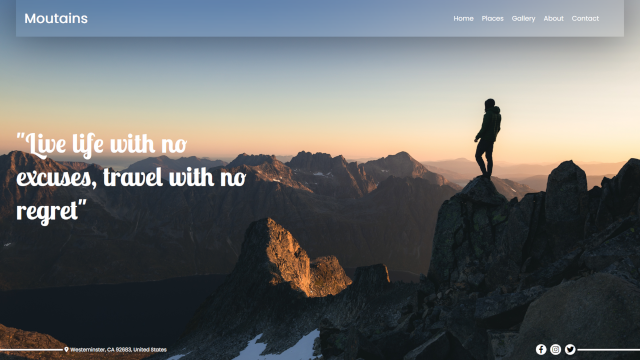 Moutains
Home Places Gallery About Contact
"Live life with no
excuses, travel with no
regret"
Westeminster, CA 92683, United States